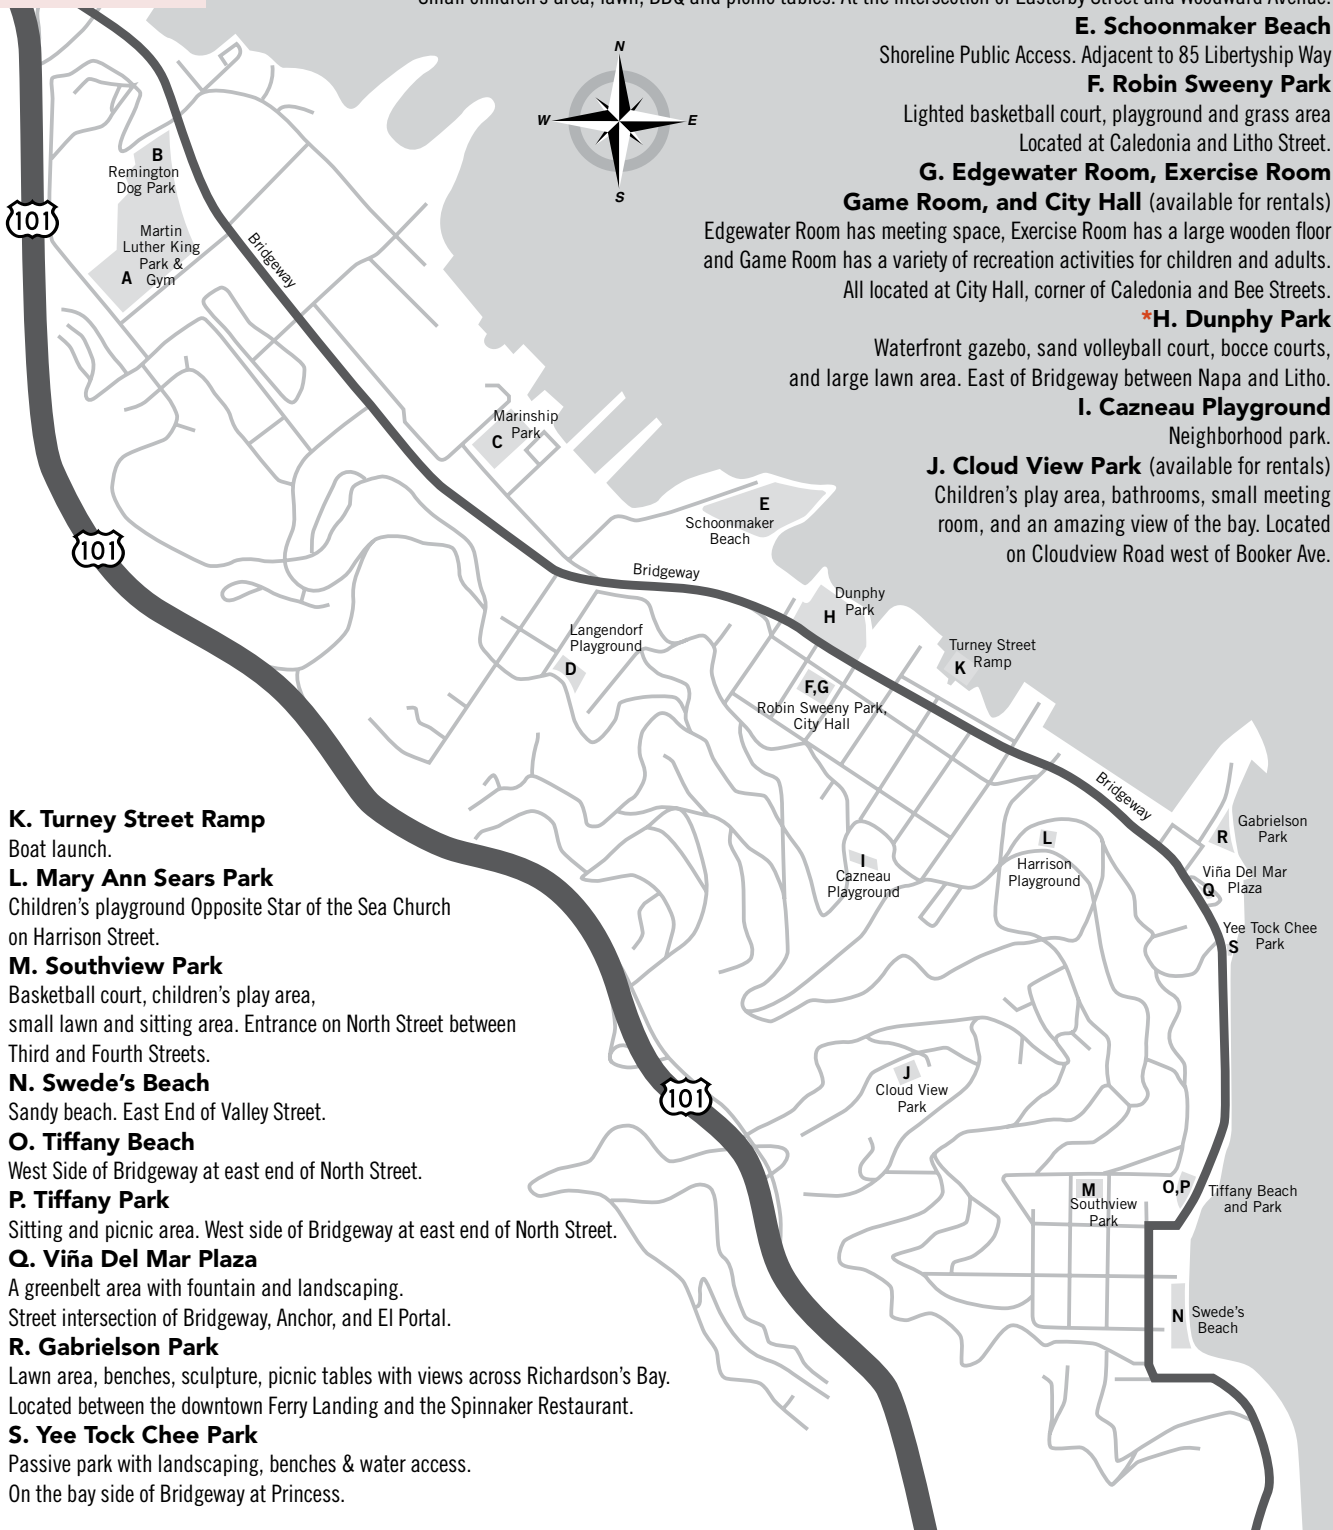 Small children's area, lawn, BBQ and picnic tables. At the intersection of Easterby Street and Woodward Avenue.
E. Schoonmaker Beach
Shoreline Public Access. Adjacent to 85 Libertyship Way
F. Robin Sweeny Park
Lighted basketball court, playground and grass area
Located at Caledonia and Litho Street.
G. Edgewater Room, Exercise Room
Game Room, and City Hall (available for rentals)
Edgewater Room has meeting space, Exercise Room has a large wooden floor
and Game Room has a variety of recreation activities for children and adults.
All located at City Hall, corner of Caledonia and Bee Streets.
*H. Dunphy Park
Waterfront gazebo, sand volleyball court, bocce courts,
and large lawn area. East of Bridgeway between Napa and Litho.
I. Cazneau Playground
Neighborhood park.
J. Cloud View Park (available for rentals)
Children's play area, bathrooms, small meeting
room, and an amazing view of the bay. Located
on Cloudview Road west of Booker Ave.
N
W
E
S
B
Remington
Dog Park
101
Martin
Luther King
Park &
A Gym
Bridgeway
Marinship
C Park
E
Schoonmaker
Beach
101
Bridgeway
Dunphy
H Park
Langendorf
Playground
D
Turney Street
K Ramp
F,G
Robin Sweeny Park,
City Hall
Bridgeway
Gabrielson
R Park
L
Harrison
Playground
I
Cazneau
Playground
Viña Del Mar
Q Plaza
Yee Tock Chee
S Park
J
Cloud View
Park
101
M
Southview
Park
O,P
Tiffany Beach
and Park
N Swede's
Beach
K. Turney Street Ramp
Boat launch.
L. Mary Ann Sears Park
Children's playground Opposite Star of the Sea Church
on Harrison Street.
M. Southview Park
Basketball court, children's play area,
small lawn and sitting area. Entrance on North Street between
Third and Fourth Streets.
N. Swede's Beach
Sandy beach. East End of Valley Street.
O. Tiffany Beach
West Side of Bridgeway at east end of North Street.
P. Tiffany Park
Sitting and picnic area. West side of Bridgeway at east end of North Street.
Q. Viña Del Mar Plaza
A greenbelt area with fountain and landscaping.
Street intersection of Bridgeway, Anchor, and El Portal.
R. Gabrielson Park
Lawn area, benches, sculpture, picnic tables with views across Richardson's Bay.
Located between the downtown Ferry Landing and the Spinnaker Restaurant.
S. Yee Tock Chee Park
Passive park with landscaping, benches & water access.
On the bay side of Bridgeway at Princess.